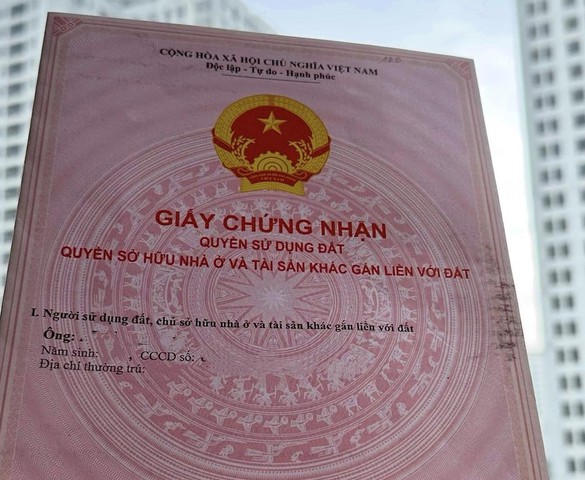 CỘNG HÒA XÃ HỘI CHỦ NGHĨA VIỆT NAM
Độc lập - Tự do - Hạnh phúc
GIẤY CHỨNG NHẬN
QUYỀN SỬ DỤNG ĐẤT
QUYỀN SỞ HỮU NHÀ Ở VÀ TÀI SẢN KHÁC GẮN LIỀN VỚI ĐẤT
I. Người sử dụng đất, chủ sở hữu nhà ở và tài sản khác gắn liền với đất
Ông:
Năm sinh: , CCCD số:
Địa chỉ thường trú: